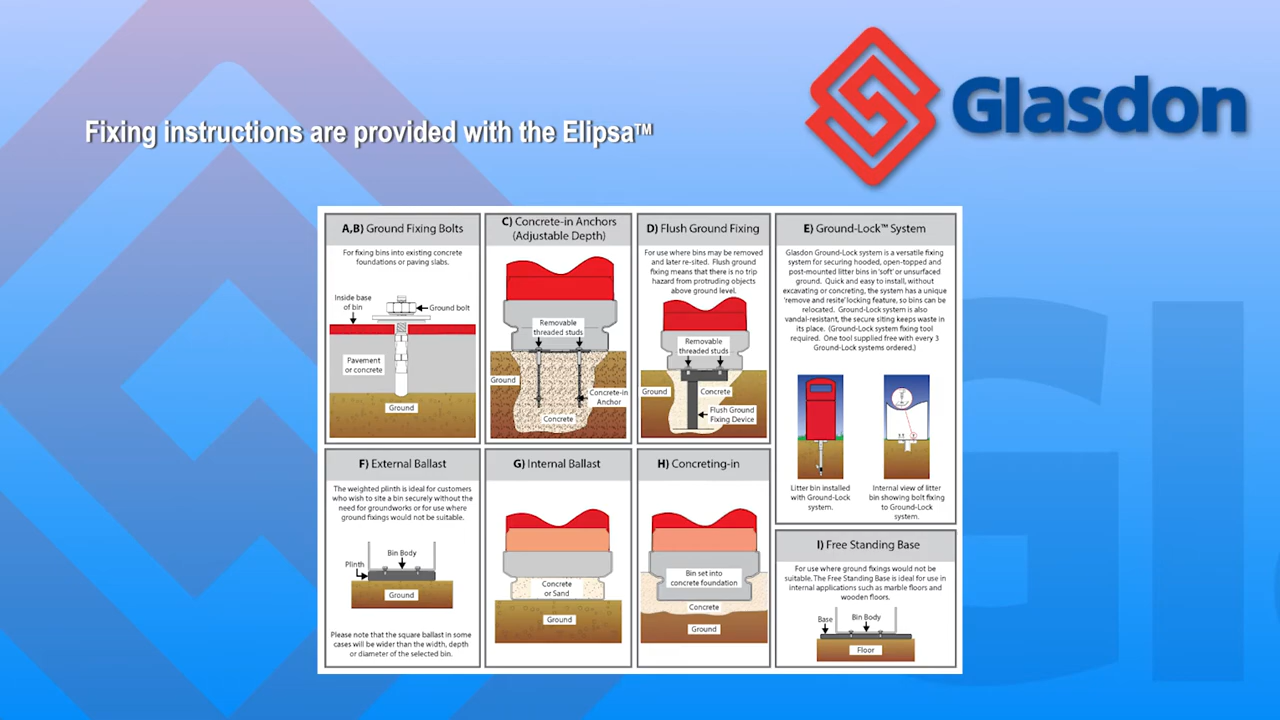 Glasdon
Fixing instructions are provided with the Elipsa™
A,B) Ground Fixing Bolts
For fixing bins into existing concrete
foundations or paving slabs.
Inside base
of bin
Ground bolt
Pavement
or concrete
Ground
C) Concrete-in Anchors
(Adjustable Depth)
Removable
threaded studs
Ground
Concrete-in
Anchor
Concrete
D) Flush Ground Fixing
For use where bins may be removed
and later re-sited. Flush ground
fixing means that there is no trip
hazard from protruding objects
above ground level.
Removable
threaded studs
Ground
Concrete
Flush Ground
Fixing Device
E) Ground-Lock™ System
Glasdon Ground-Lock system is a versatile fixing
system for securing hooded, open-topped and
post-mounted litter bins in 'soft' or unsurfaced
ground. Quick and easy to install, without
excavating or concreting, the system has a unique
'remove and resite' locking feature, so bins can be
relocated. Ground-Lock system is also
vandal-resistant, the secure siting keeps waste in
its place. (Ground-Lock system fixing tool
required. One tool supplied free with every 3
Ground-Lock systems ordered.)
Litter bin installed
with Ground-Lock
system.
Internal view of litter
bin showing bolt fixing
to Ground-Lock
system.
F) External Ballast
The weighted plinth is ideal for customers
who wish to site a bin securely without the
need for groundworks or for use where
ground fixings would not be suitable.
Bin Body
Plinth
Ground
Please note that the square ballast in some
cases will be wider than the width, depth
or diameter of the selected bin.
G) Internal Ballast
Concrete
or Sand
Ground
H) Concreting-in
Bin set into
concrete foundation
Concrete
Ground
I) Free Standing Base
For use where ground fixings would not be
suitable. The Free Standing Base is ideal for use in
internal applications such as marble floors and
wooden floors.
Base
Bin Body
Floor